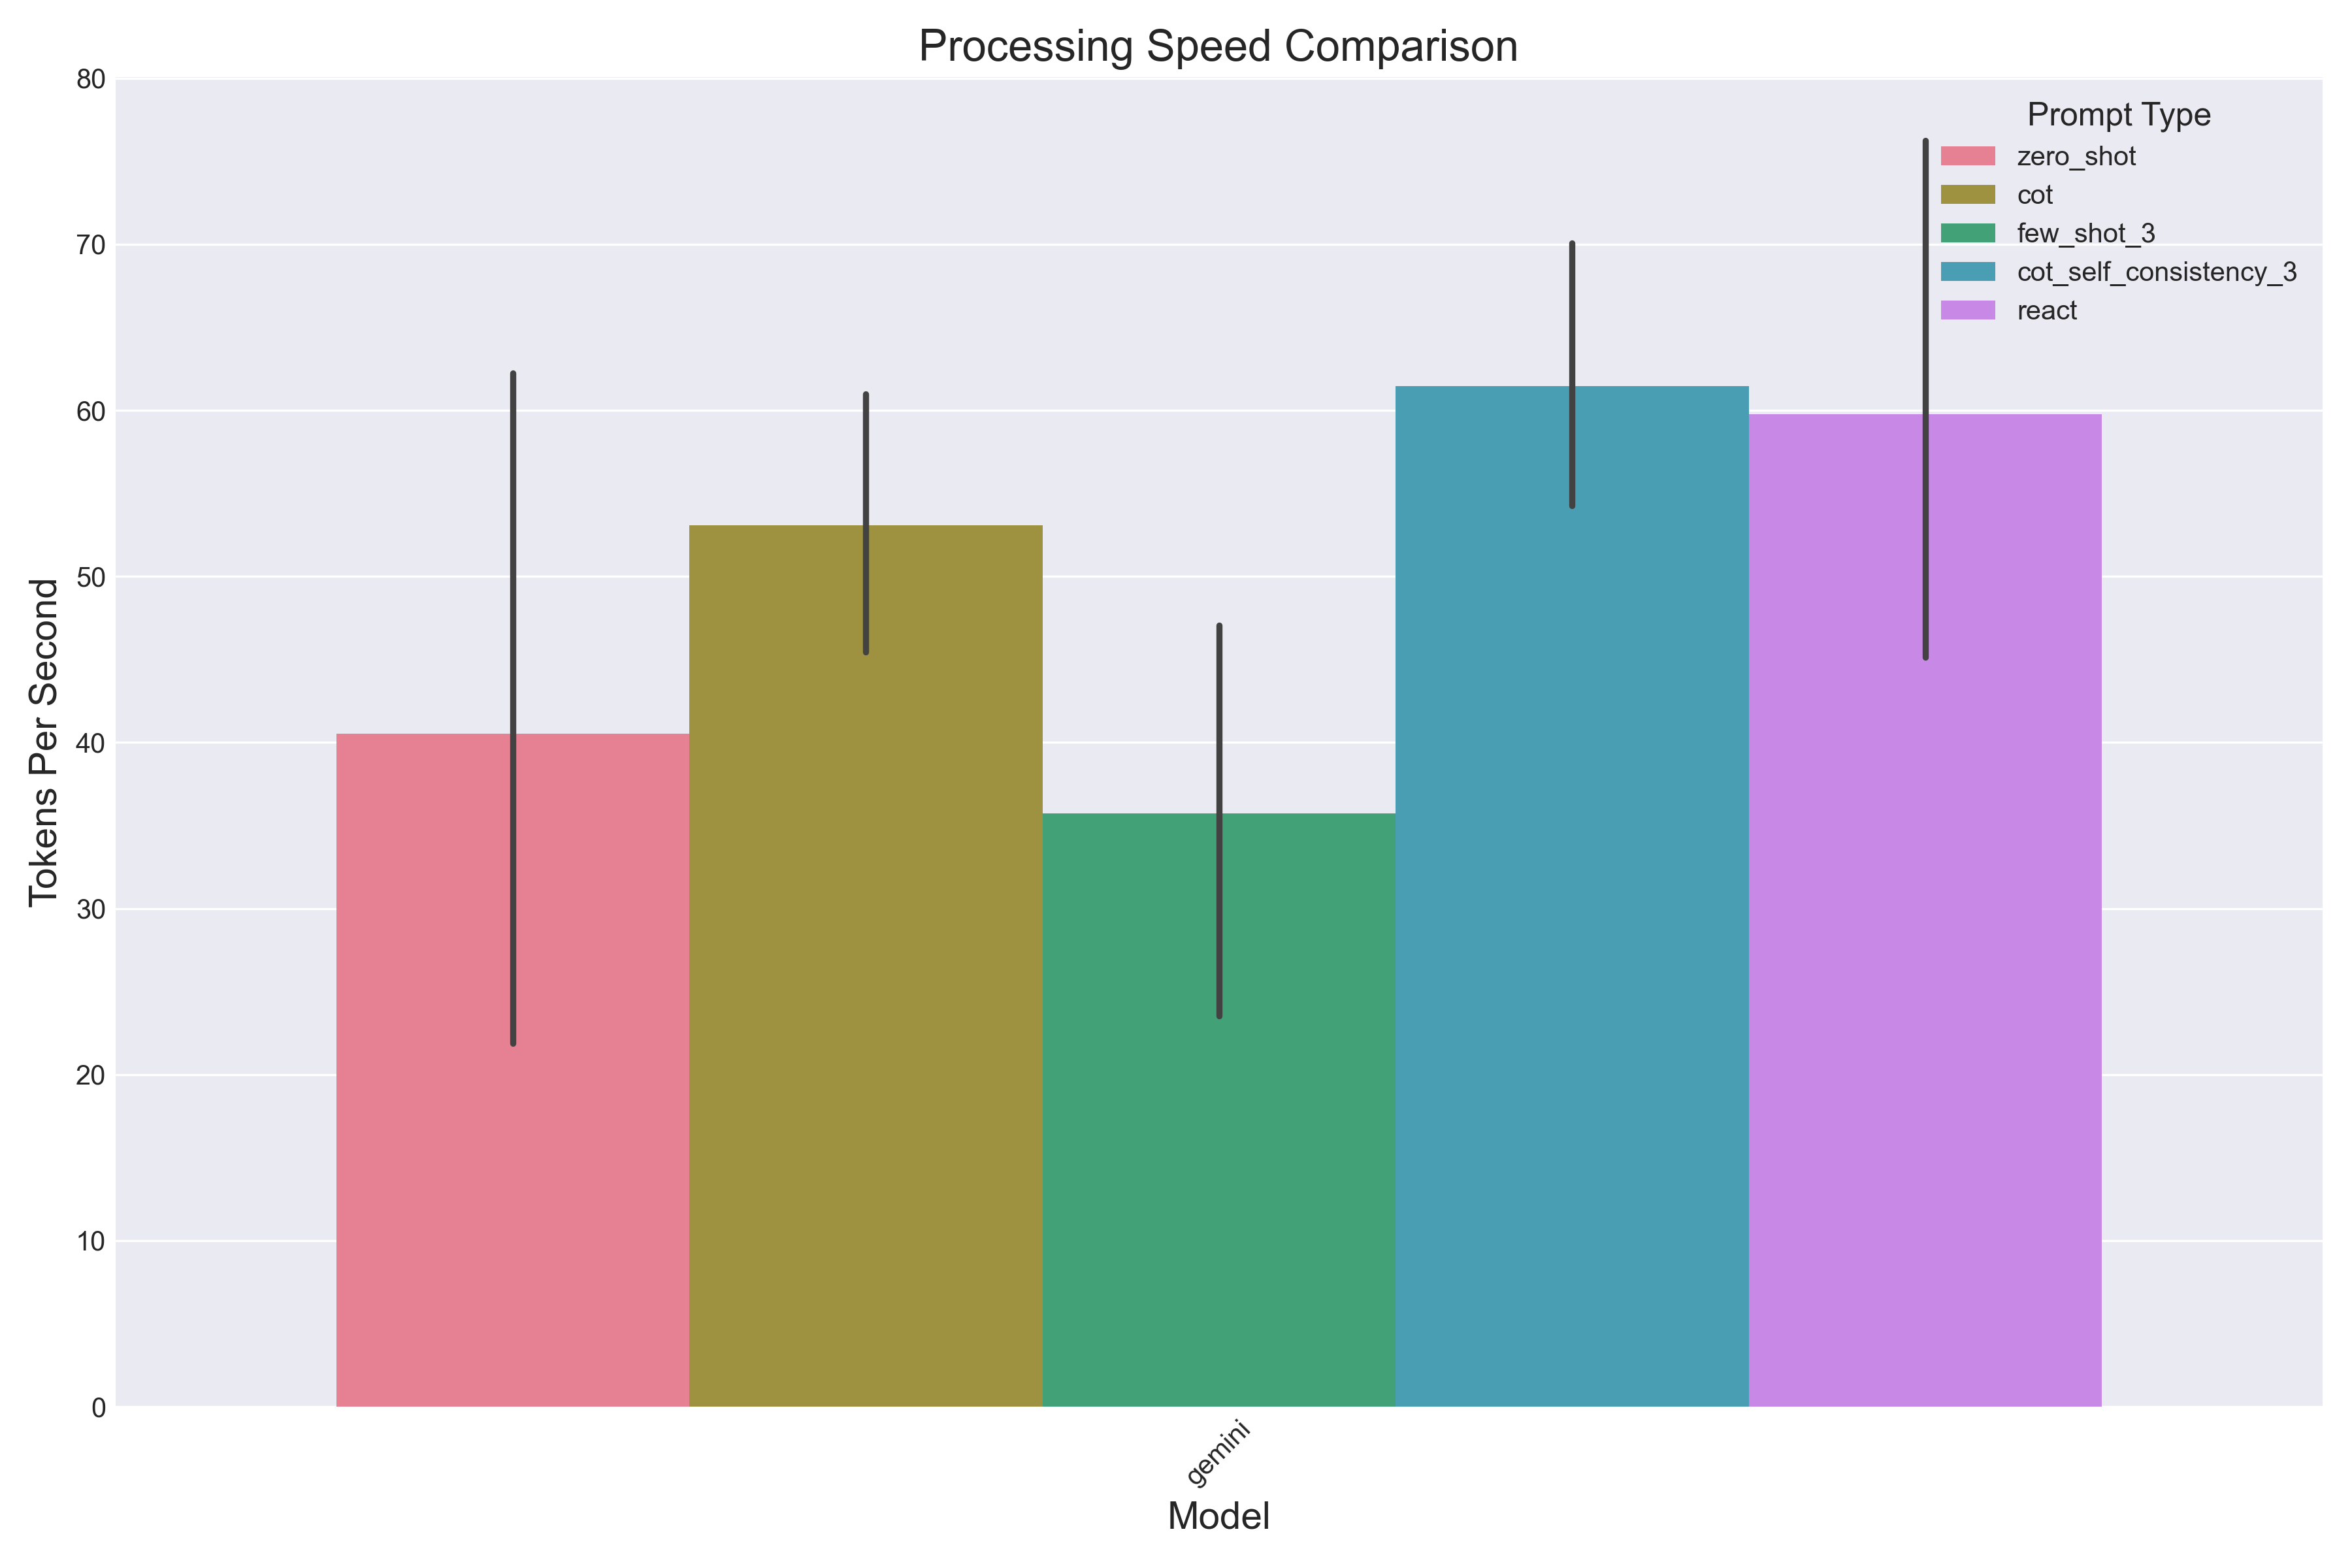 Processing Speed Comparison
Tokens Per Second
80
70
60
50
40
30
20
10
0
Prompt Type
zero_shot
cot
few_shot_3
cot_self_consistency_3
react
gemini
Model